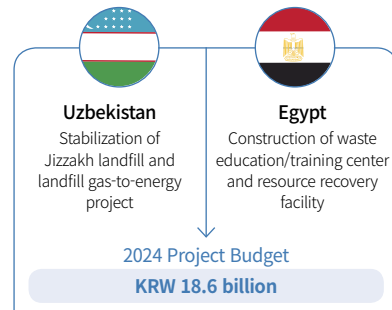 Uzbekistan
Stabilization of
Jizzakh landfill and
landfill gas-to-energy
project
Egypt
Construction of waste
education/training center
and resource recovery
facility
2024 Project Budget
KRW 18.6 billion